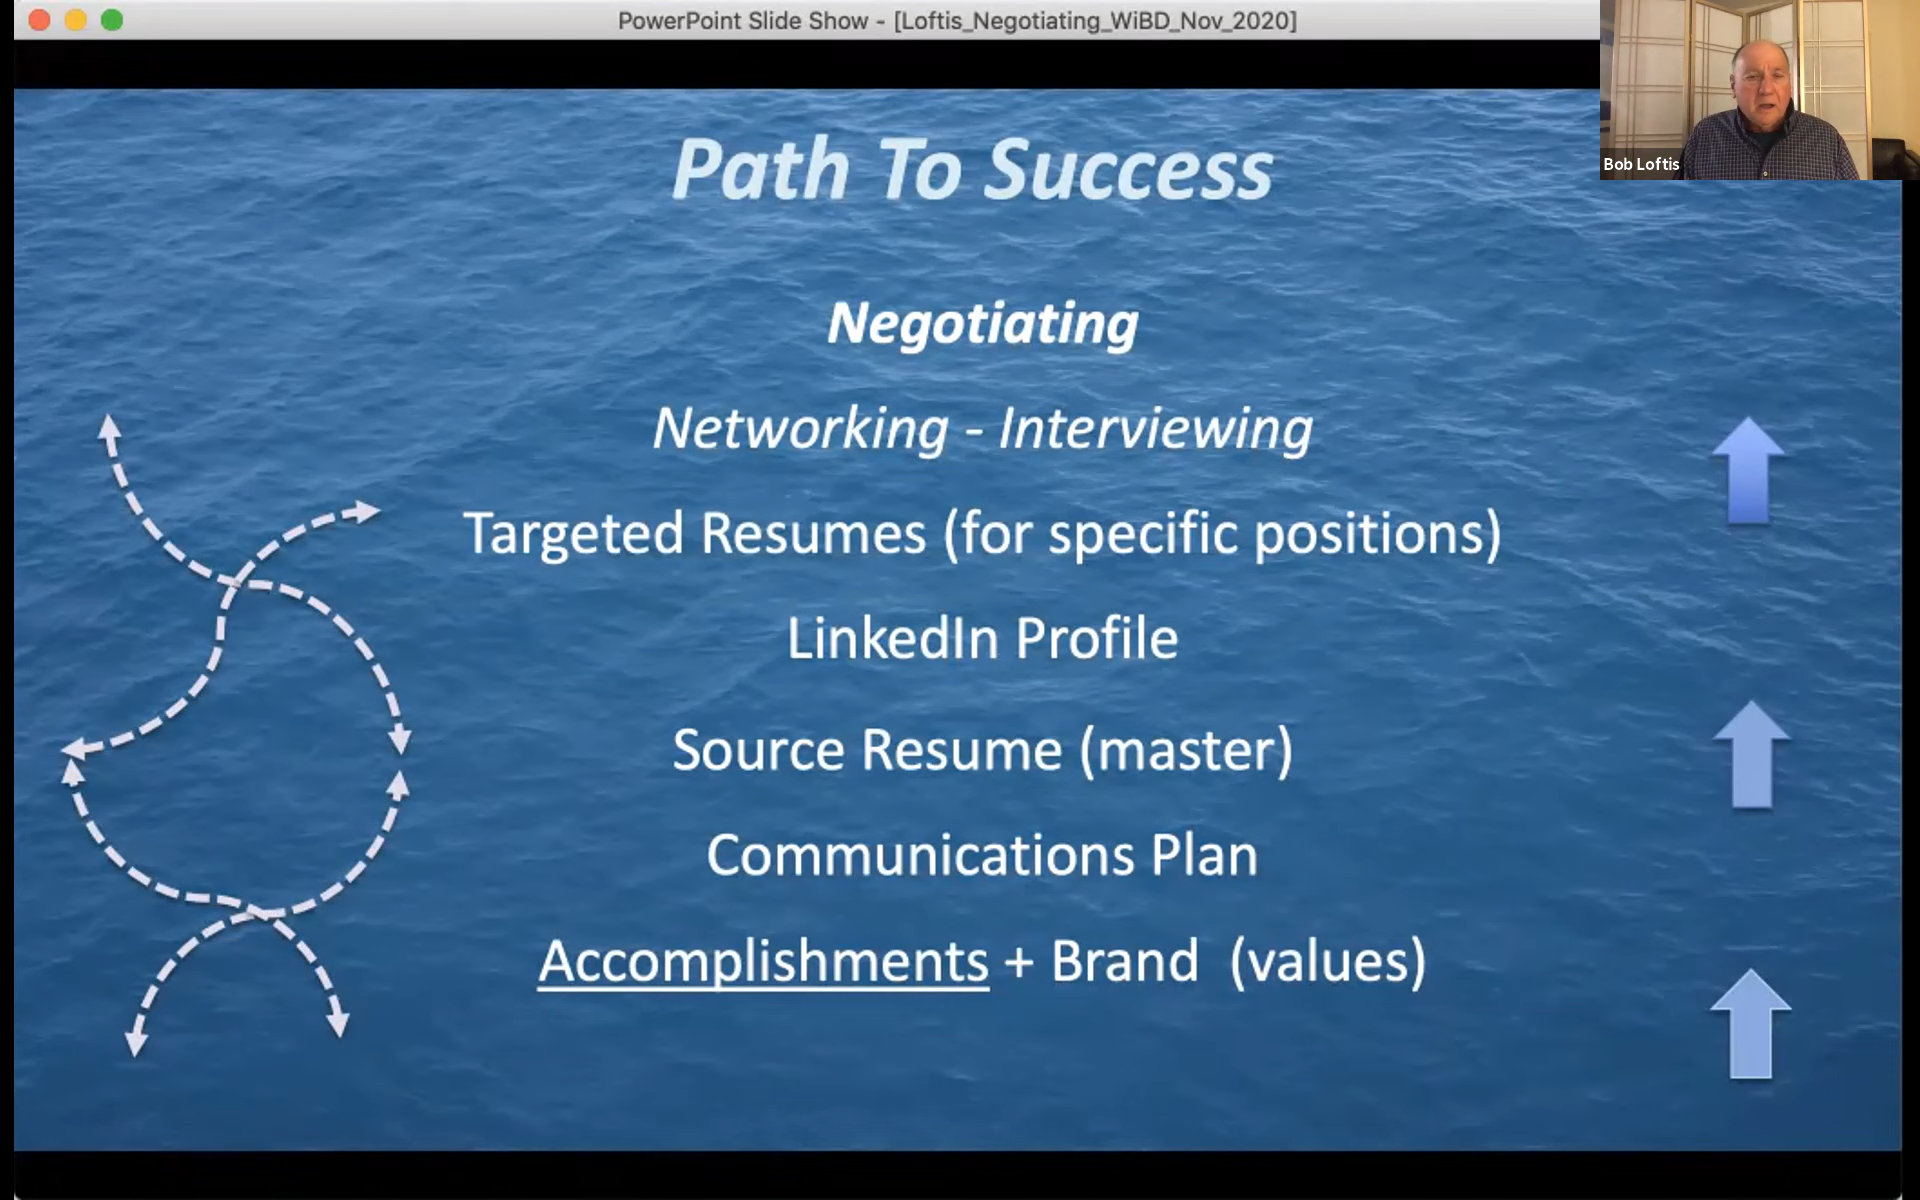 PowerPoint Slide Show - [Loftis_Negotiating_WiBD_Nov_2020]
Bob Loftis
Path To Success
Negotiating
Networking - Interviewing
Targeted Resumes (for specific positions)
LinkedIn Profile
Source Resume (master)
Communications Plan
Accomplishments + Brand (values)